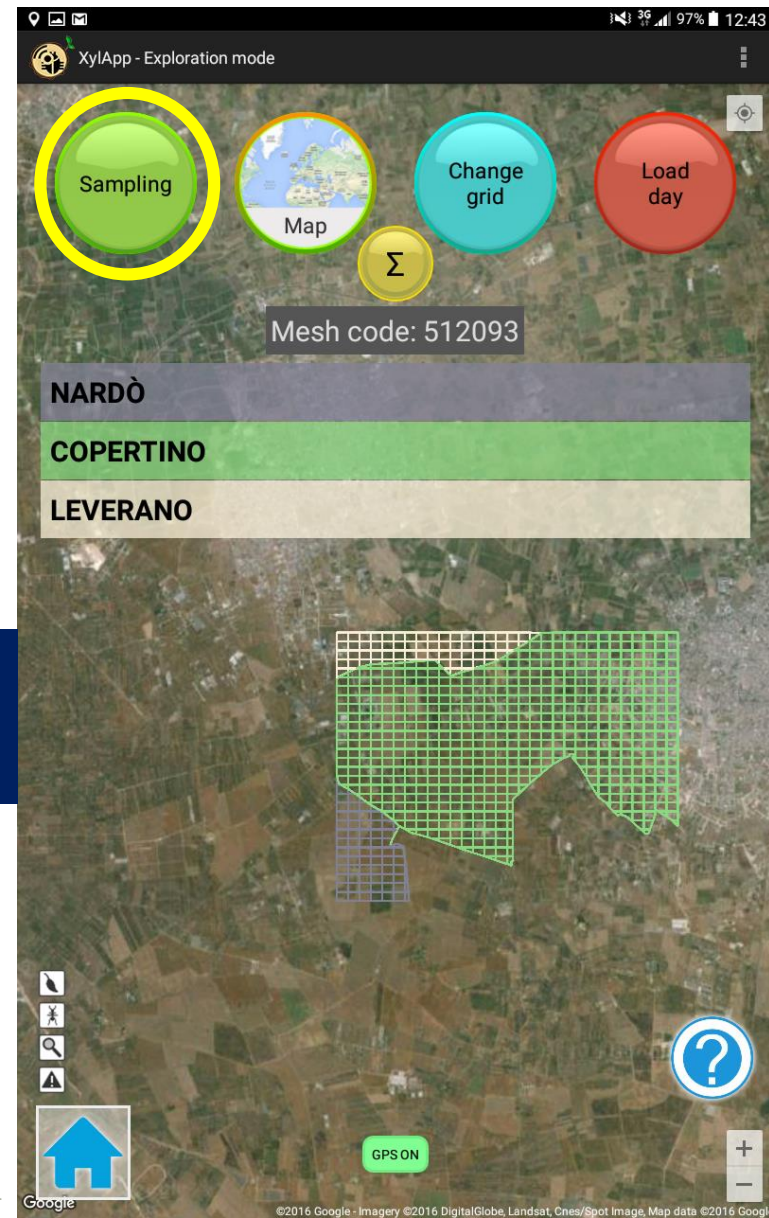 3G 97% 12:43
XylApp - Exploration mode
Sampling
Map
Change
grid
Load
day
Σ
Mesh code: 512093
NARDÒ
COPERTINO
LEVERANO
?
GPS ON
+
−
Google
©2016 Google - Imagery ©2016 DigitalGlobe, Landsat, Cnes/Spot Image, Map data ©2016 Googl